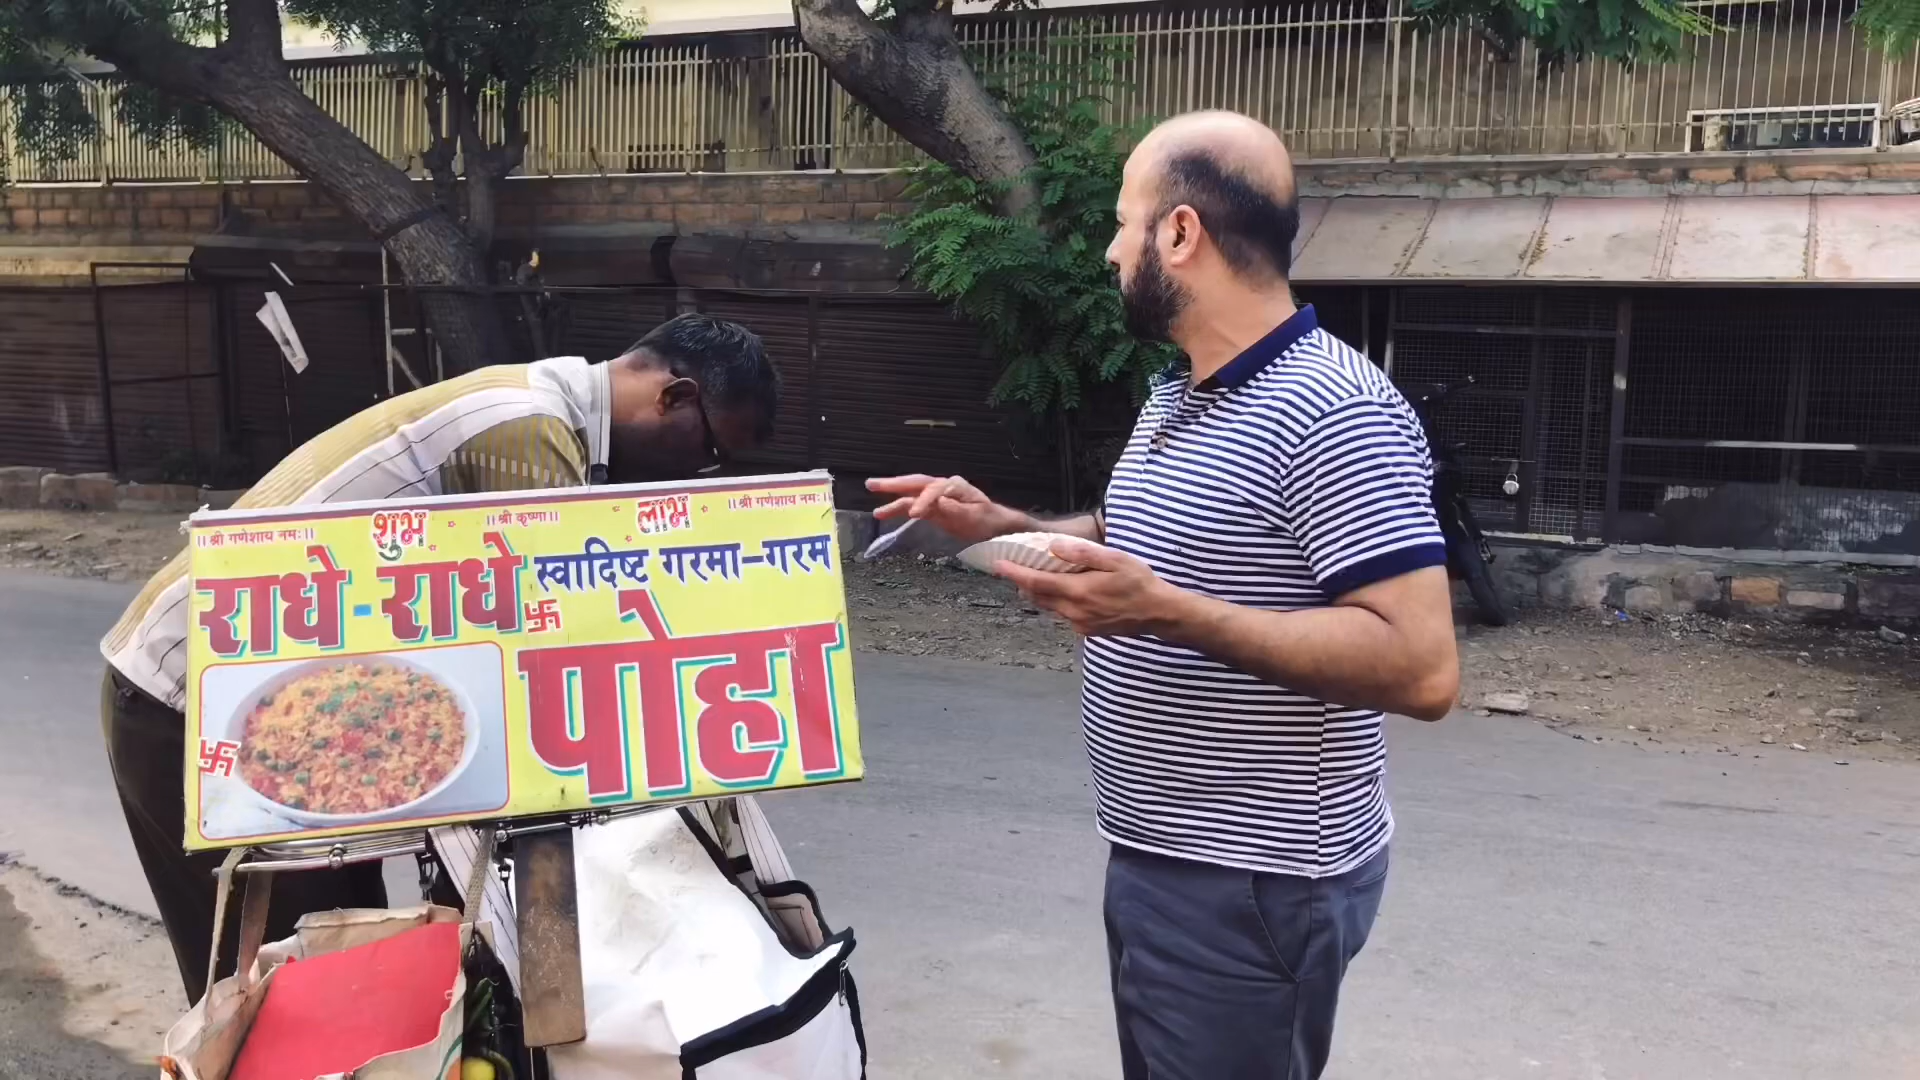 ॥श्री गणेशाय नमः॥ शुभ ॥श्री कृष्णा॥ लाभ ॥श्री गणेशाय नमः॥
राधे-राधे स्वादिष्ट गरमा-गरम
पोहा